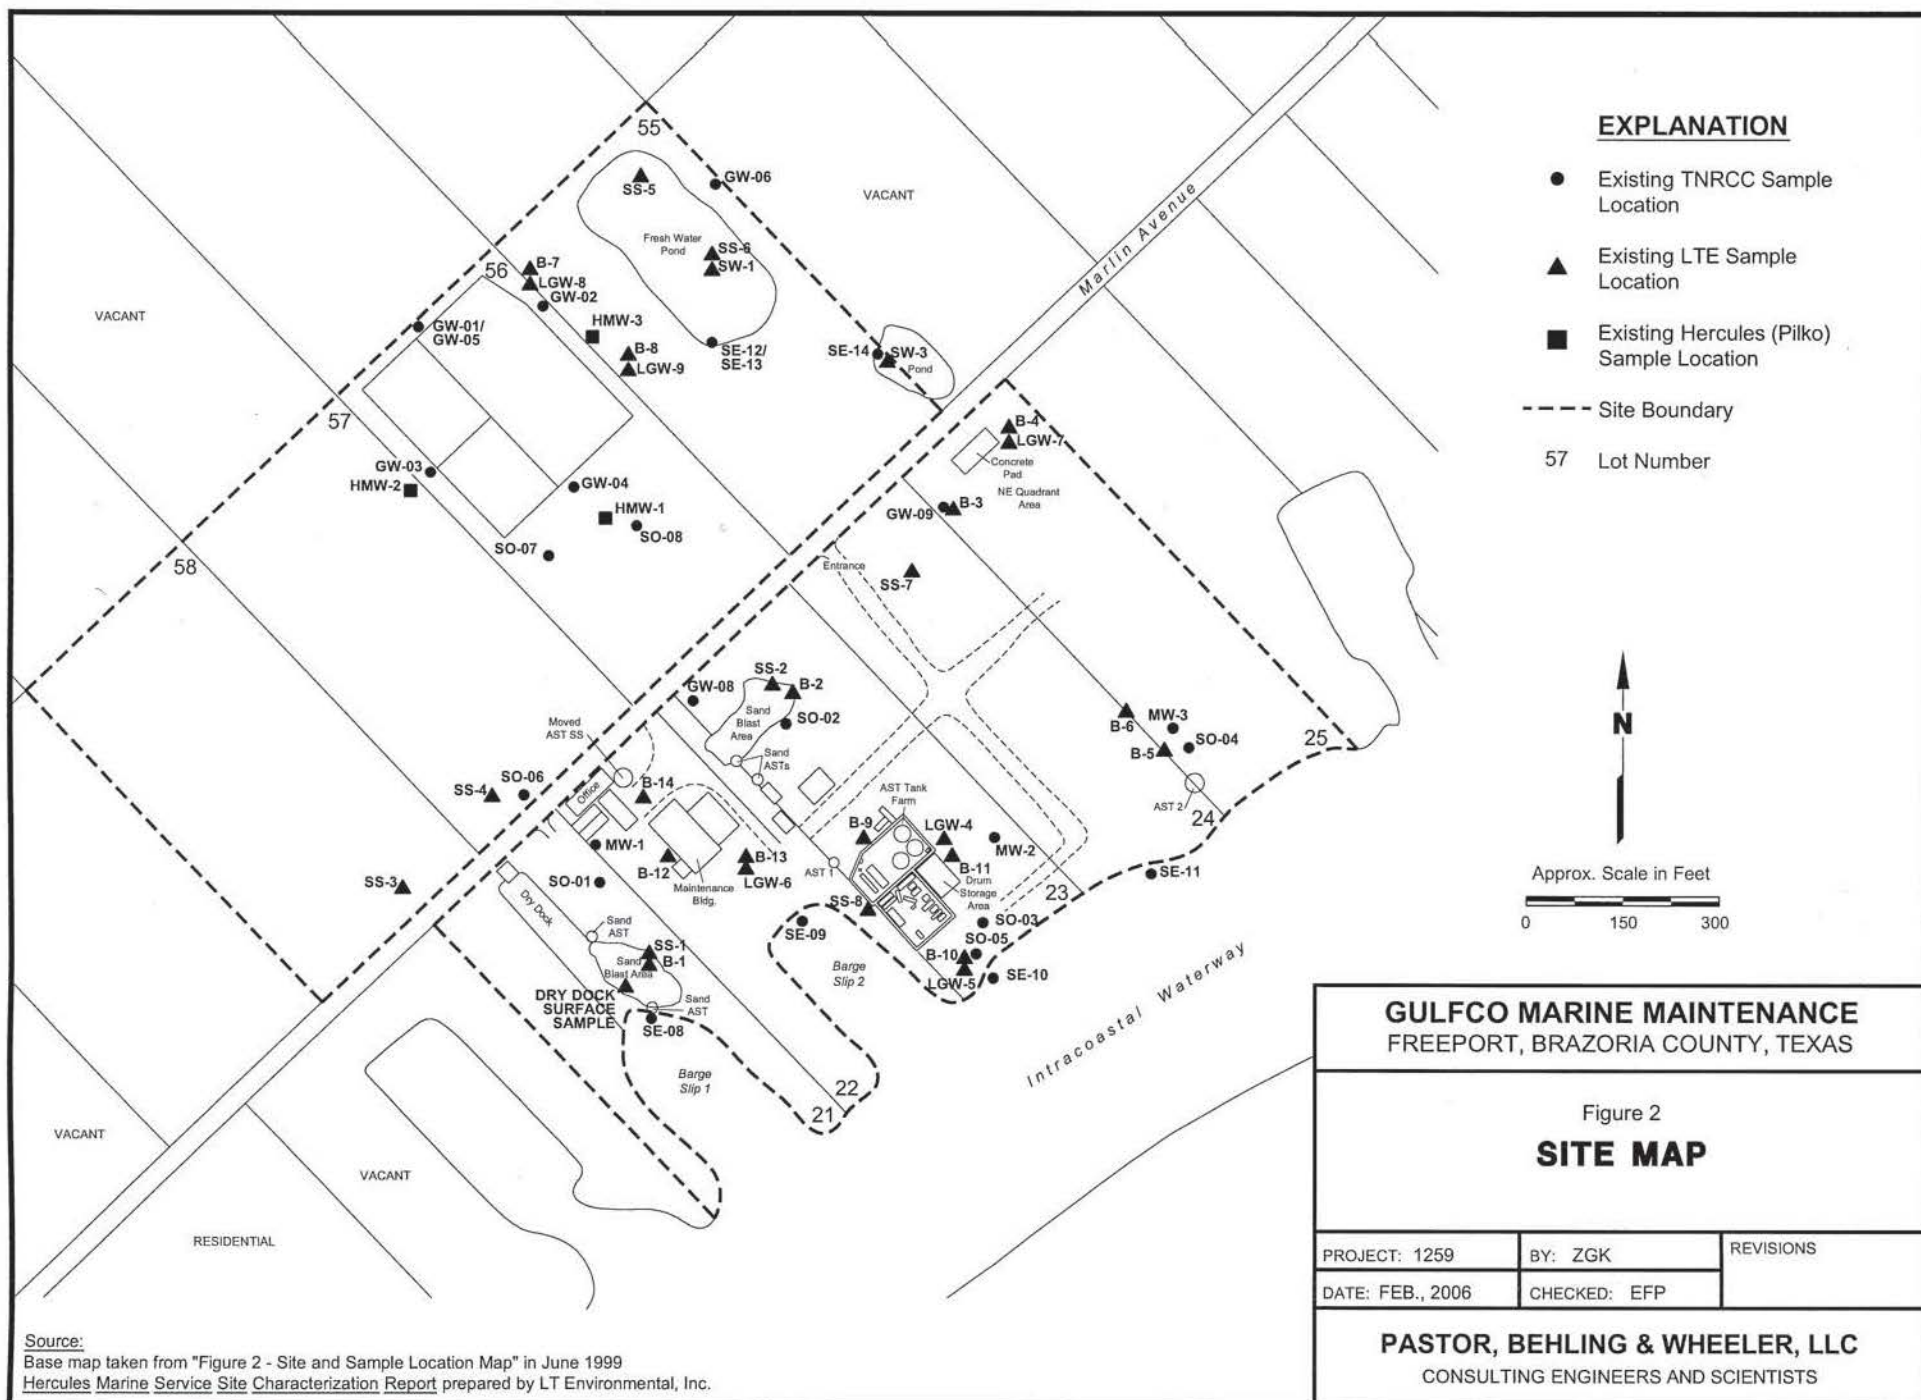 55
GW-06
SS-5
VACANT
EXPLANATION
Existing TNRCC Sample
Location
Existing LTE Sample
Location
Existing Hercules (Pilko)
Sample Location
Site Boundary
57 Lot Number
Fresh Water
Pond
SS-6
SW-1
Marlin Avenue
56
B-7
LGW-8
GW-02
VACANT
GW-01/
GW-05
HMW-3
B-8
LGW-9
SE-12/
SE-13
SE-14
SW-3
Pond
57
B-4
LGW-7
Concrete
Pad
NE Quadrant
Area
GW-03
HMW-2
GW-04
HMW-1
SO-08
SO-07
GW-09
B-3
58
Entrance
SS-7
SS-2
GW-08
B-2
Sand
Blast
Area
SO-02
Moved
AST SS
Sand
ASTs
B-6
MW-3
SO-04
B-5
25
N
SS-4
SO-06
Office
B-14
AST Tank
Farm
AST 2
24
B-9
LGW-4
MW-2
MW-1
B-12
B-13
LGW-6
AST 1
B-11
Drum
Storage
Area
SE-11
SS-3
SO-01
Maintenance
Bldg.
23
Approx. Scale in Feet
0 150 300
Dry Dock
Sand
AST
SS-8
SE-09
SO-03
SO-05
SS-1
B-1
Sand
Blast Area
B-10
LGW-5
SE-10
Barge
Slip 2
DRY DOCK
SURFACE
SAMPLE
Sand
AST
SE-08
Intracoastal Waterway
Barge
Slip 1
22
21
VACANT
VACANT
RESIDENTIAL
GULFCO MARINE MAINTENANCE
FREEPORT, BRAZORIA COUNTY, TEXAS
Figure 2
SITE MAP
PROJECT: 1259
BY: ZGK
REVISIONS
DATE: FEB., 2006
CHECKED: EFP
PASTOR, BEHLING & WHEELER, LLC
CONSULTING ENGINEERS AND SCIENTISTS
Source:
Base map taken from "Figure 2 - Site and Sample Location Map" in June 1999
Hercules Marine Service Site Characterization Report prepared by LT Environmental, Inc.